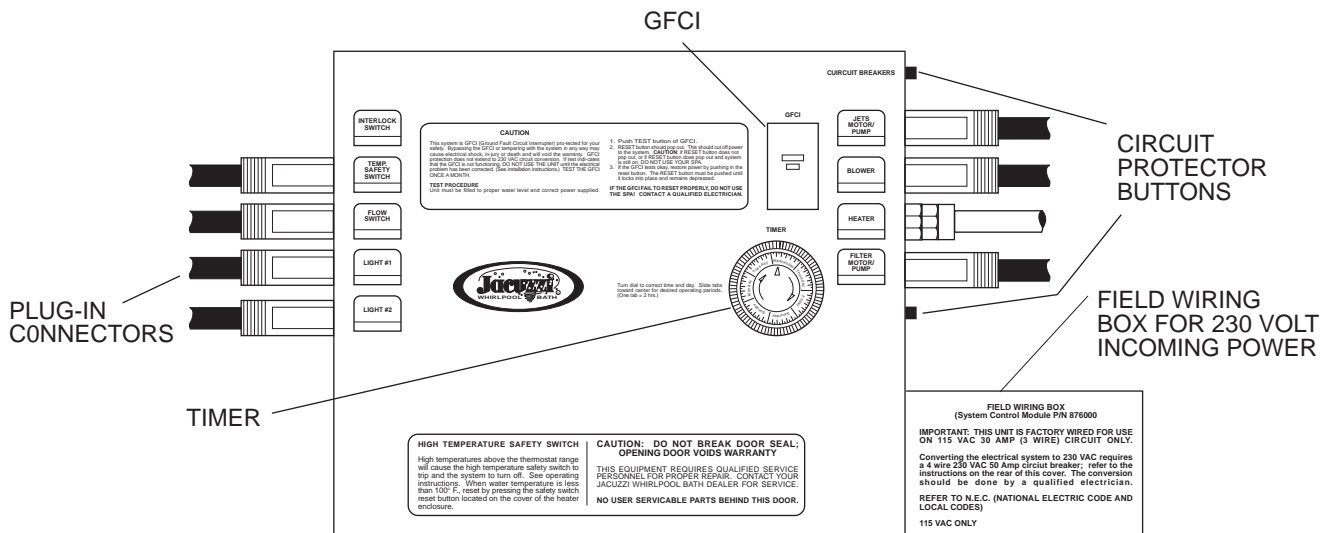 GFCI
CUIRCUIT BREAKERS
INTERLOCK
SWITCH
TEMP.
SAFETY
SWITCH
FLOW
SWITCH
LIGHT #1
LIGHT #2
CAUTION
This system is GFCI (Ground Fault Circuit Interrupter) pro-tected for your
safety. Bypassing the GFCI or tampering with the system in any way may
cause electrical shock, in-jury or death and will void the warranty. GFCI
protection does not extend to 230 VAC circuit conversion. If test indi-cates
that the GFCI is not functioning, DO NOT USE THE UNIT until the electrical
problem has been corrected. (See installation instructions.) TEST THE GFCI
ONCE A MONTH.
TEST PROCEDURE
Unit must be filled to proper water level and correct power supplied.
1. Push TEST button of GFCI.
2. RESET button should pop out. This should cut off power
to the system. CAUTION: if RESET button does not
pop out, or if RESET button does pop out and system
is still on, DO NOT USE YOUR SPA.
3. If the GFCI tests okay, restore power by pushing in the
reset button. The RESET button must be pushed until
it locks into place and remains depressed.
IF THE GFCI FAIL TO RESET PROPERLY, DO NOT USE
THE SPA! CONTACT A QUALIFIED ELECTRICIAN.
GFCI
JETS
MOTOR/
PUMP
BLOWER
HEATER
FILTER
MOTOR/
PUMP
CIRCUIT
PROTECTOR
BUTTONS
TIMER
Turn dial to correct time and day. Slide tabs
toward center for desired operating periods.
(One tab = 2 hrs.)
Jacuzzi
WHIRLPOOL BATH
PLUG-IN
C0NNECTORS
TIMER
FIELD WIRING
BOX FOR 230 VOLT
INCOMING POWER
HIGH TEMPERATURE SAFETY SWITCH
High temperatures above the thermostat range
will cause the high temperature safety switch to
trip and the system to turn off. See operating
instructions. When water temperature is less
than 100° F., reset by pressing the safety switch
reset button located on the cover of the heater
enclosure.
CAUTION: DO NOT BREAK DOOR SEAL;
OPENING DOOR VOIDS WARRANTY
THIS EQUIPMENT REQUIRES QUALIFIED SERVICE
PERSONNEL FOR PROPER REPAIR. CONTACT YOUR
JACUZZI WHIRLPOOL BATH DEALER FOR SERVICE.
NO USER SERVICABLE PARTS BEHIND THIS DOOR.
FIELD WIRING BOX
(System Control Module P/N 876000
IMPORTANT: THIS UNIT IS FACTORY WIRED FOR USE
ON 115 VAC 30 AMP (3 WIRE) CIRCUIT ONLY.
Converting the electrical system to 230 VAC requires
a 4 wire 230 VAC 50 Amp circiut breaker; refer to the
instructions on the rear of this cover. The conversion
should be done by a qualified electrician.
REFER TO N.E.C. (NATIONAL ELECTRIC CODE AND
LOCAL CODES)
115 VAC ONLY